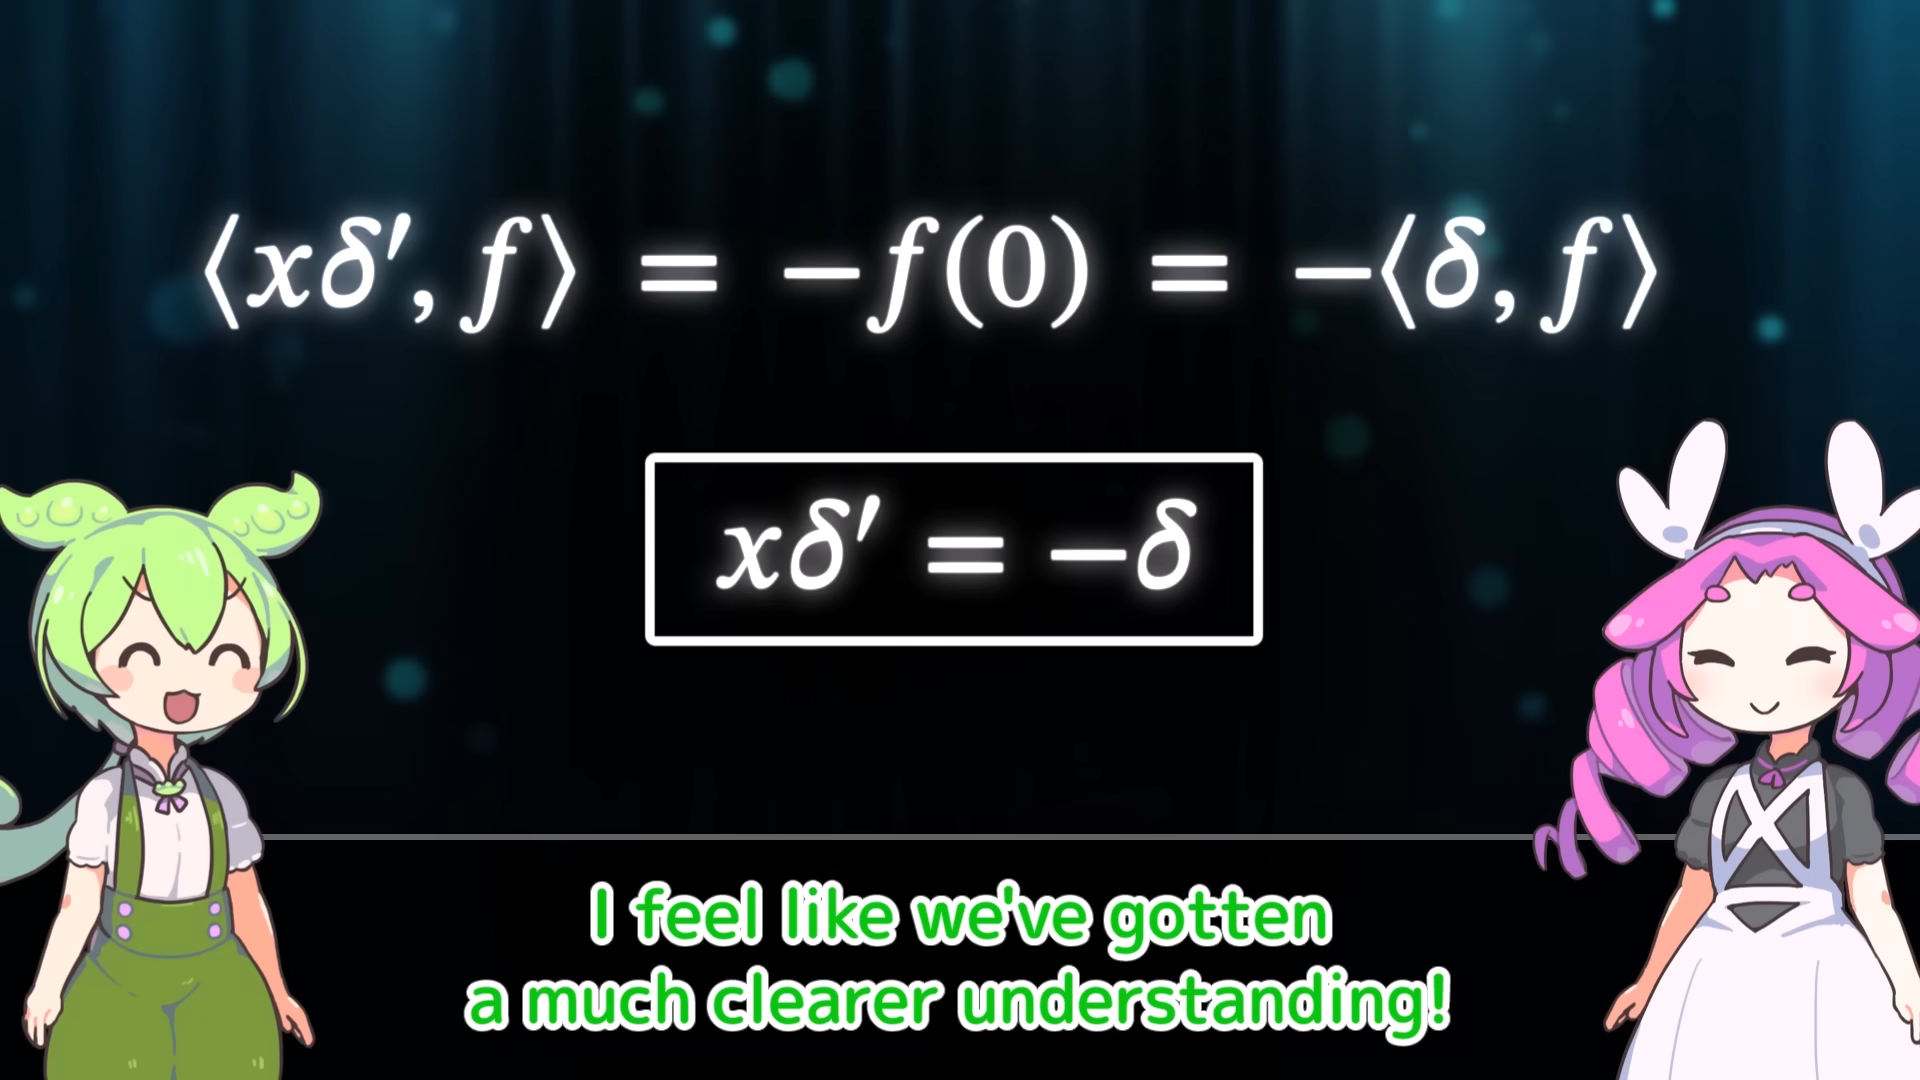 ⟨xδ′, f⟩ = −f(0) = −⟨δ, f⟩
xδ′ = −δ
I feel like we've gotten
a much clearer understanding!